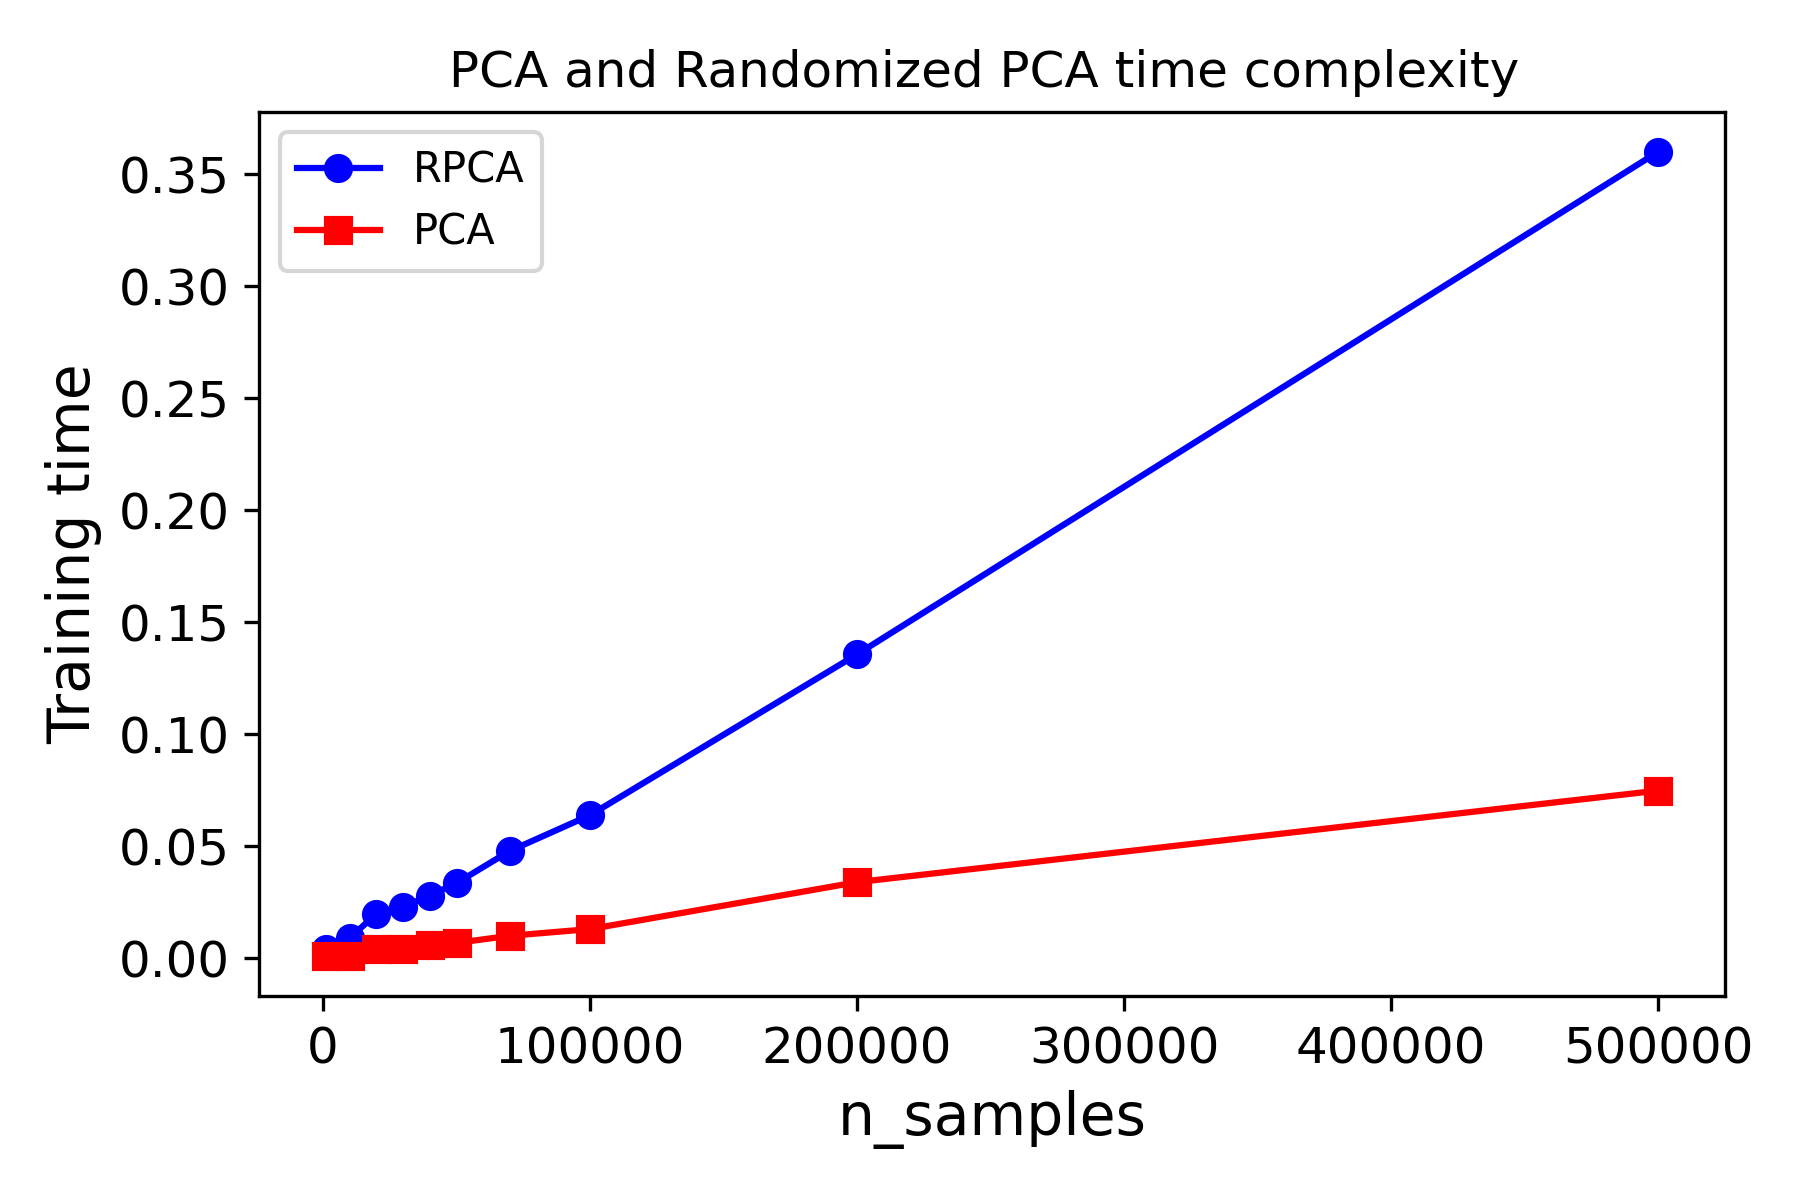 PCA and Randomized PCA time complexity
RPCA
PCA
Training time
0.35
0.30
0.25
0.20
0.15
0.10
0.05
0.00
0 100000 200000 300000 400000 500000
n_samples